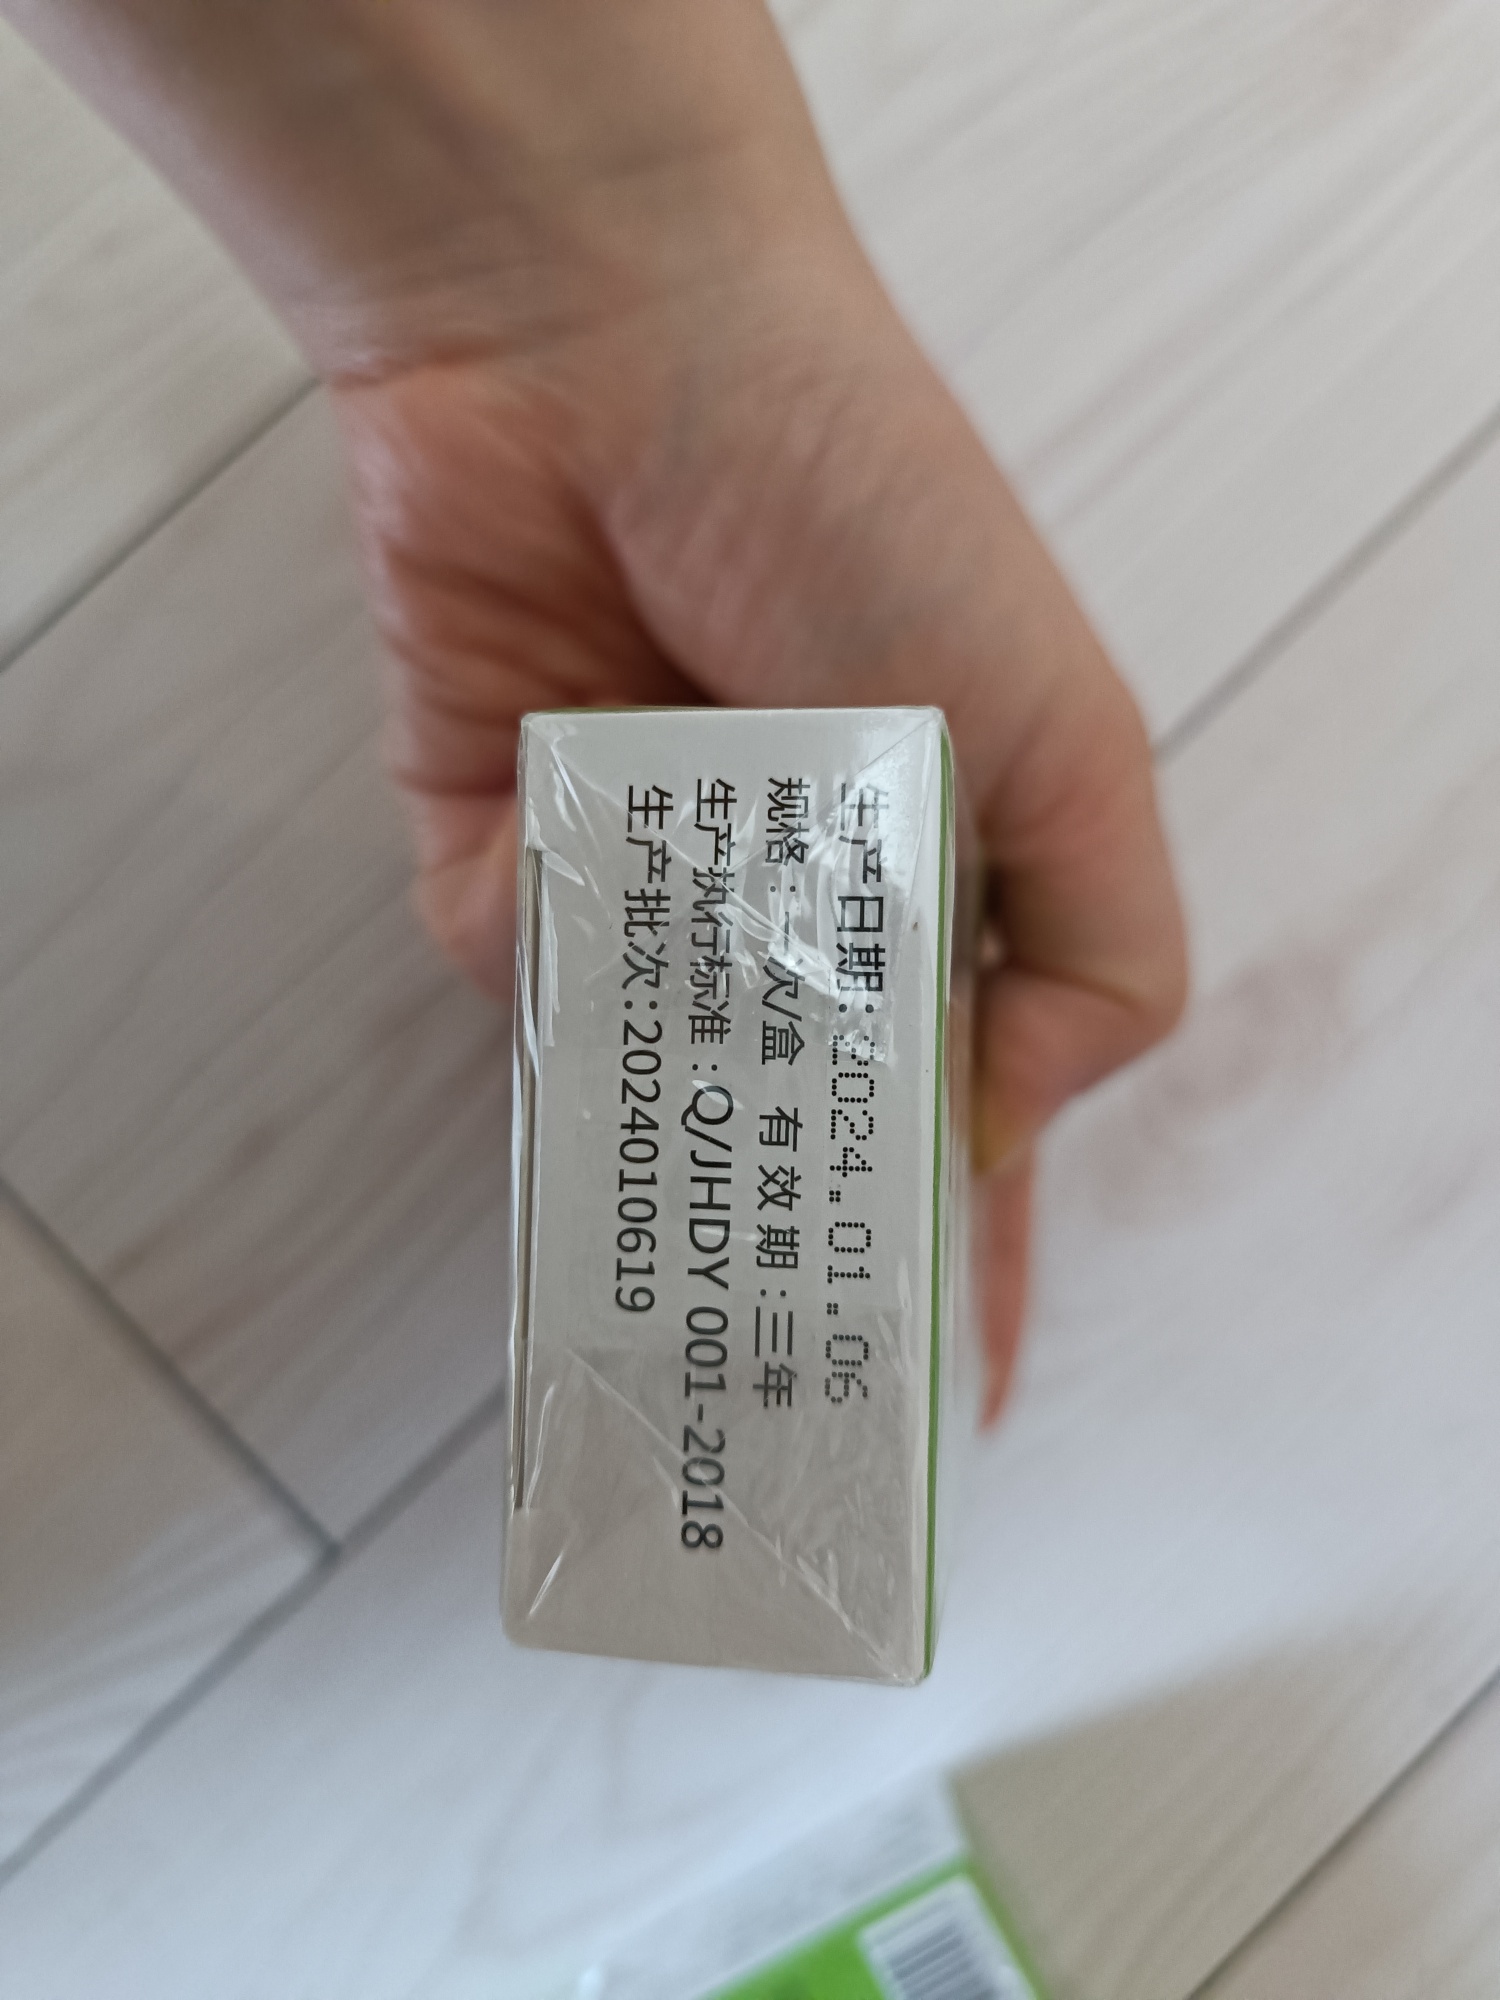 生产日期:2024.01.06
规格:一次/盒 有效期:三年
生产执行标准:Q/JHDY 001-2018
生产批次:2024010619